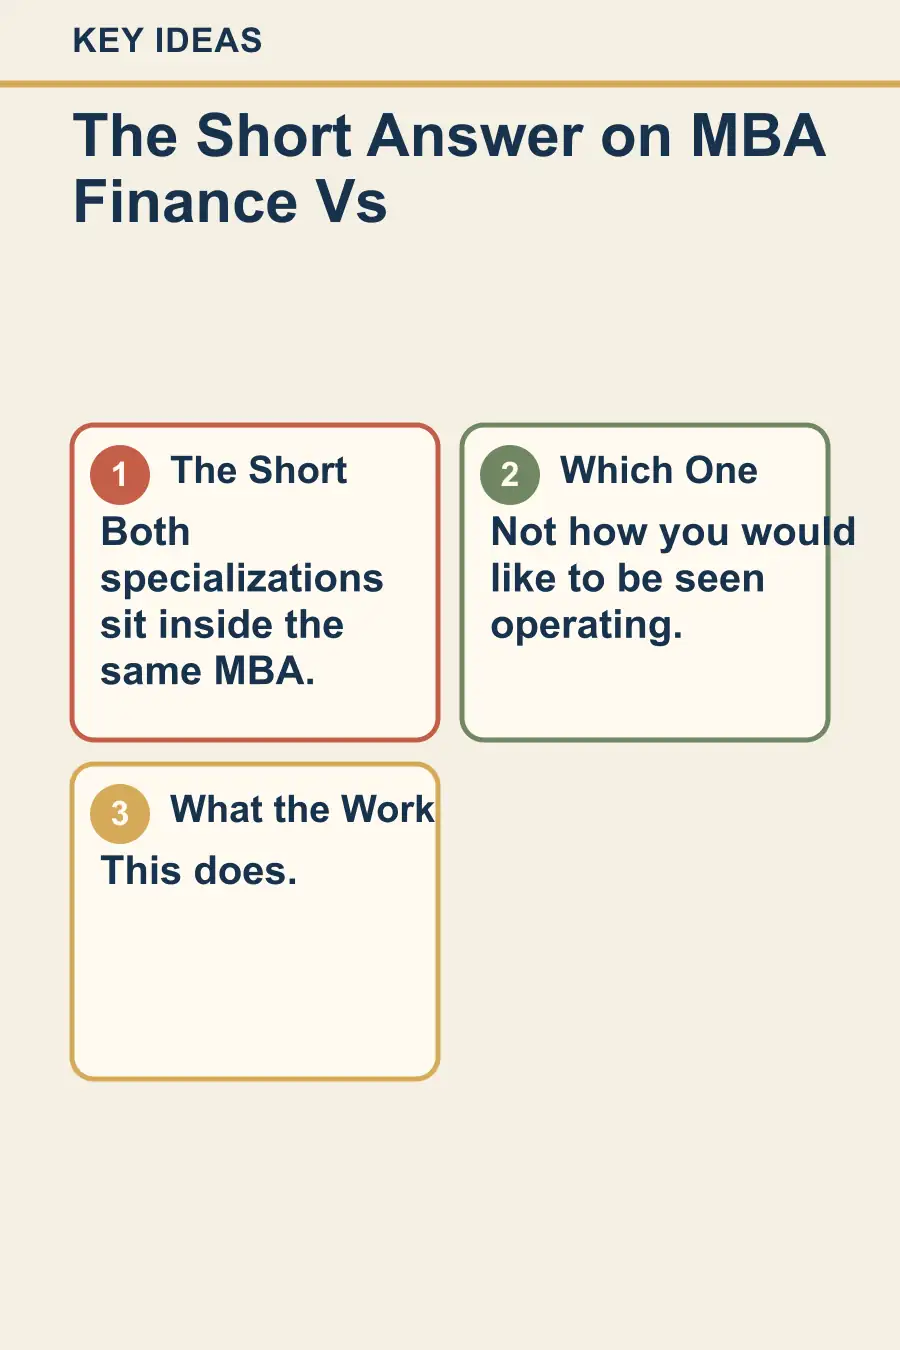 KEY IDEAS
The Short Answer on MBA
Finance Vs
1 The Short
Both
specializations
sit inside the
same MBA.
2 Which One
Not how you would
like to be seen
operating.
3 What the Work
This does.